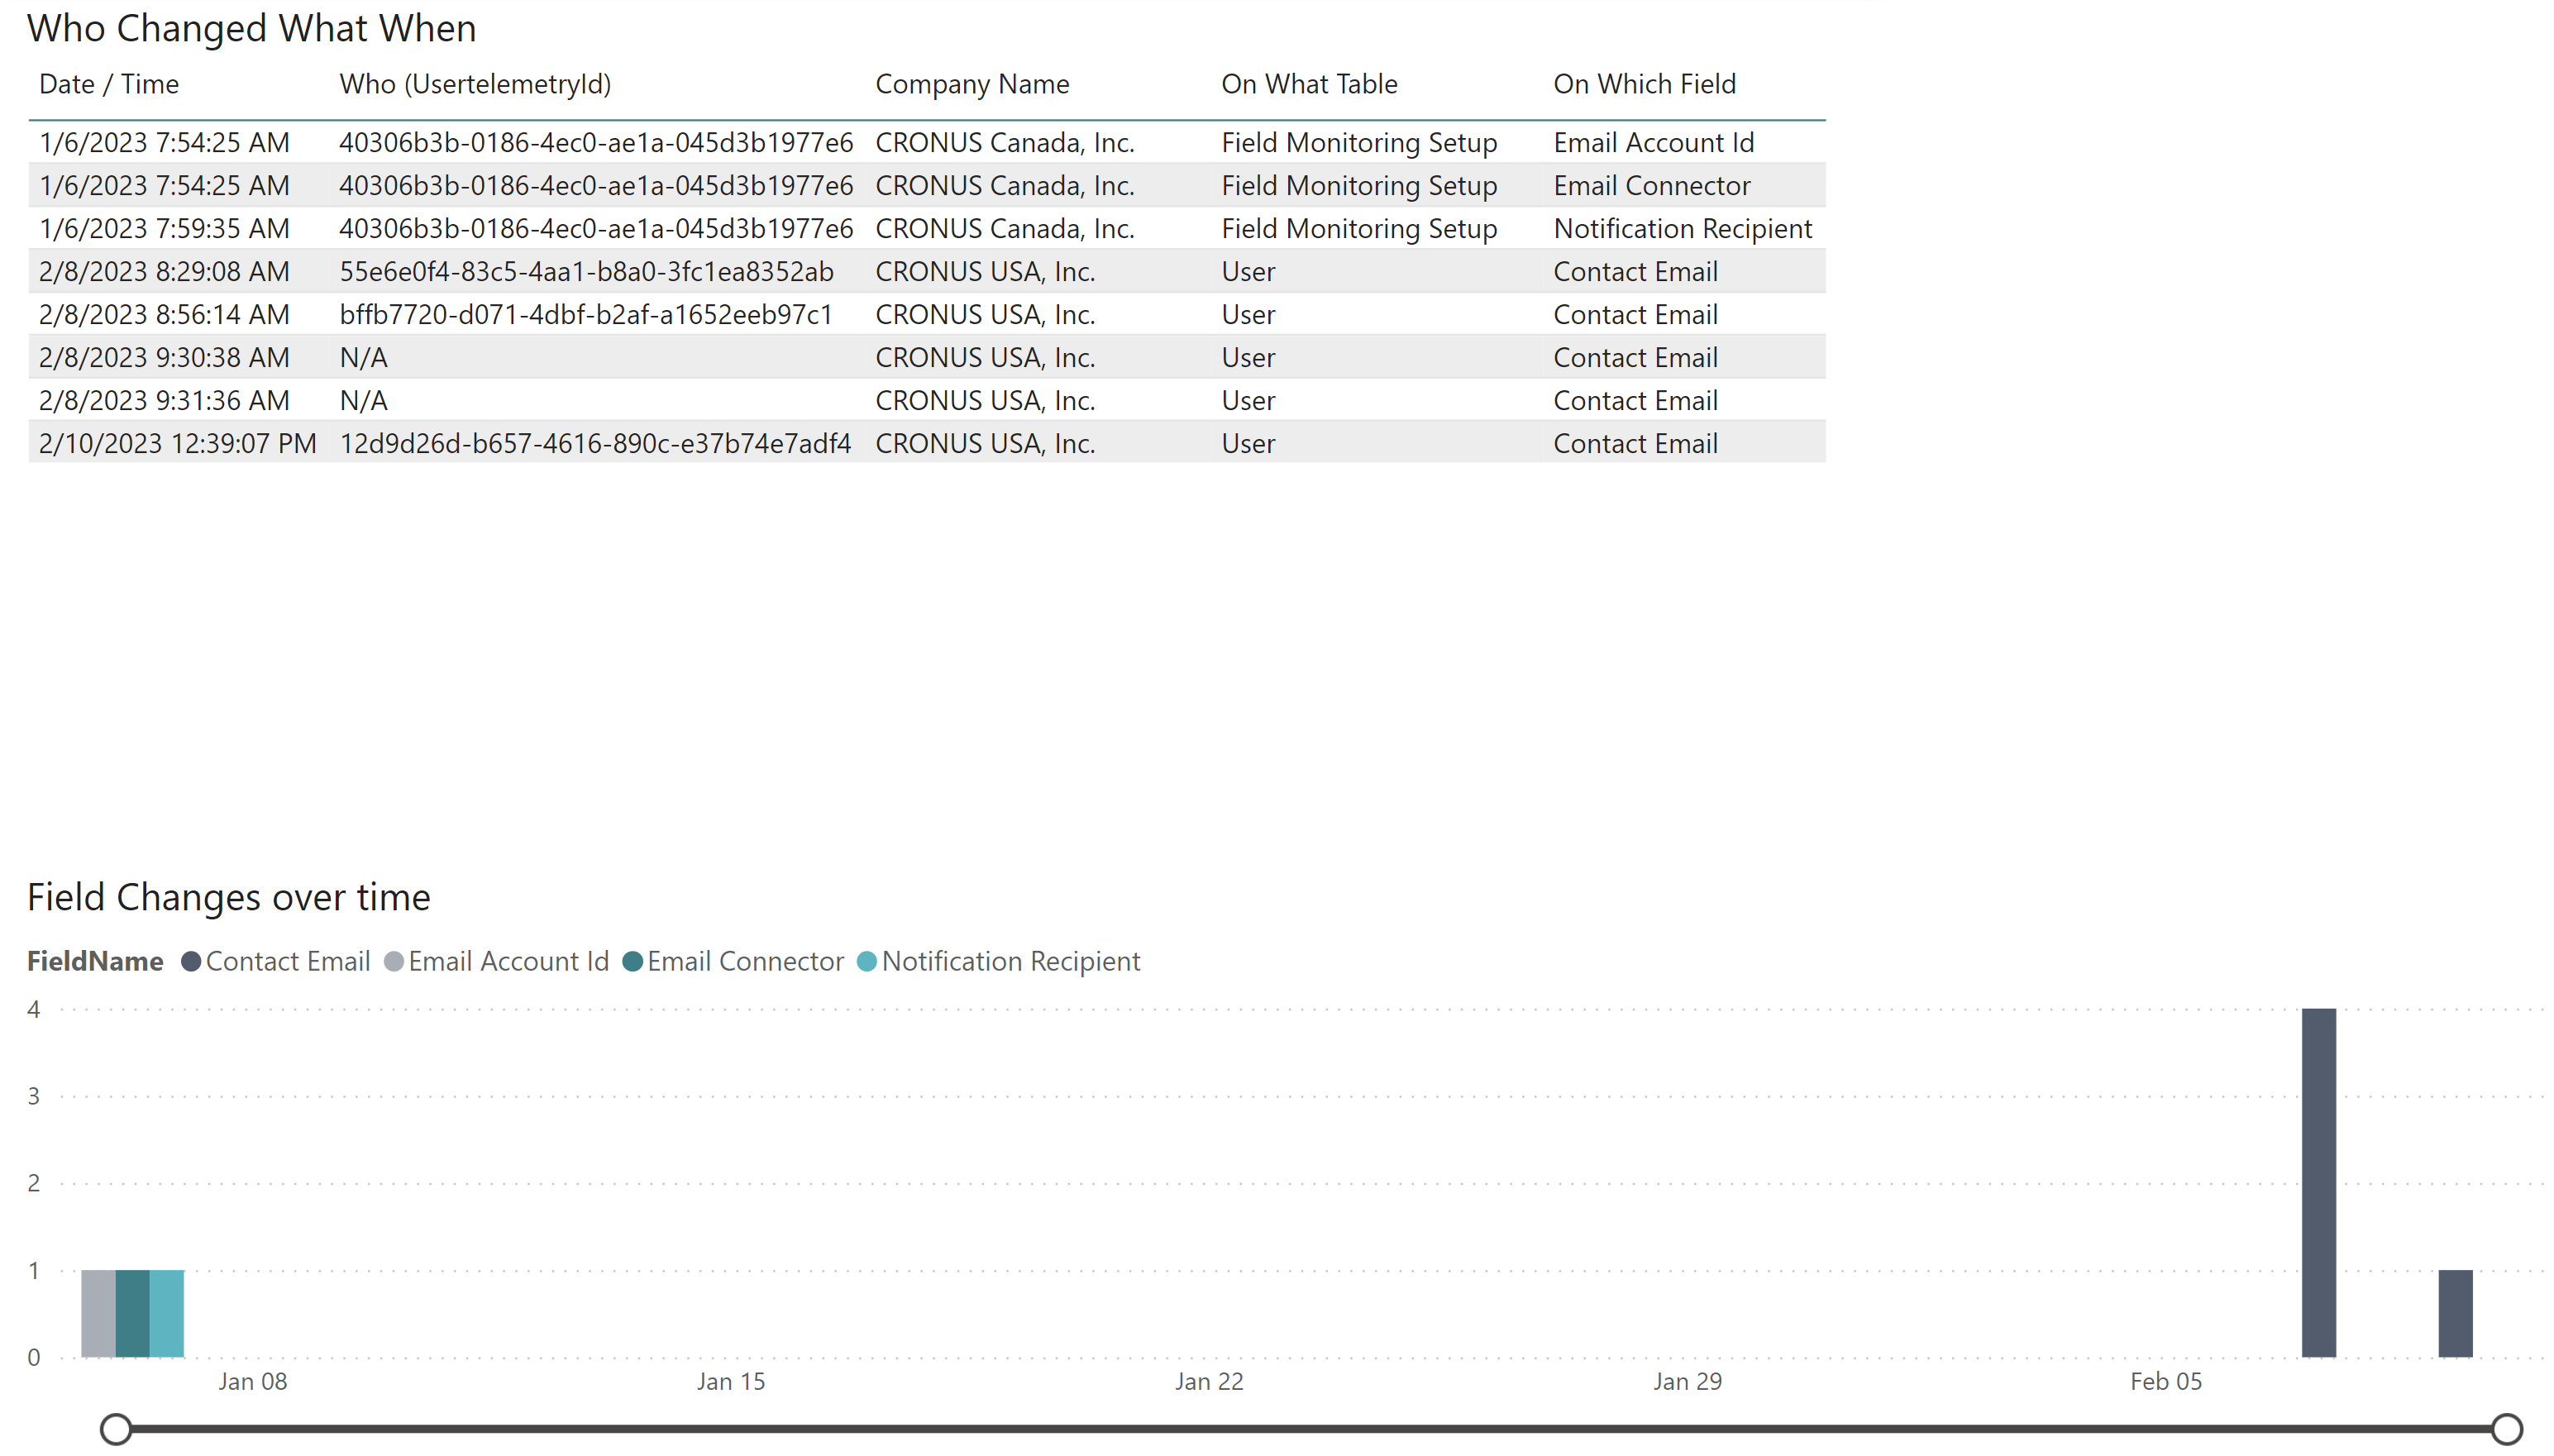 Who Changed What When
Date / Time Who (UsertelemetryId) Company Name On What Table On Which Field
1/6/2023 7:54:25 AM 40306b3b-0186-4ec0-ae1a-045d3b1977e6 CRONUS Canada, Inc. Field Monitoring Setup Email Account Id
1/6/2023 7:54:25 AM 40306b3b-0186-4ec0-ae1a-045d3b1977e6 CRONUS Canada, Inc. Field Monitoring Setup Email Connector
1/6/2023 7:59:35 AM 40306b3b-0186-4ec0-ae1a-045d3b1977e6 CRONUS Canada, Inc. Field Monitoring Setup Notification Recipient
2/8/2023 8:29:08 AM 55e6e0f4-83c5-4aa1-b8a0-3fc1ea8352ab CRONUS USA, Inc. User Contact Email
2/8/2023 8:56:14 AM bffb7720-d071-4dbf-b2af-a1652eeb97c1 CRONUS USA, Inc. User Contact Email
2/8/2023 9:30:38 AM N/A CRONUS USA, Inc. User Contact Email
2/8/2023 9:31:36 AM N/A CRONUS USA, Inc. User Contact Email
2/10/2023 12:39:07 PM 12d9d26d-b657-4616-890c-e37b74e7adf4 CRONUS USA, Inc. User Contact Email
Field Changes over time
FieldName Contact Email Email Account Id Email Connector Notification Recipient
4
3
2
1
0
Jan 08 Jan 15 Jan 22 Jan 29 Feb 05